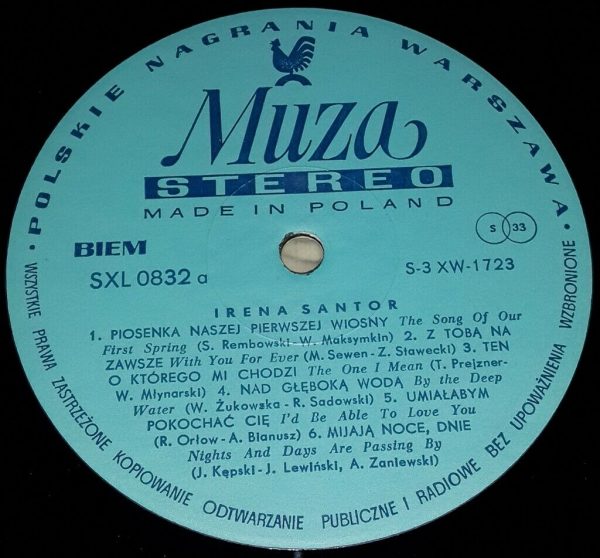 • POLSKIE NAGRANIA WARSZAWA •
Muza
STEREO
MADE IN POLAND
BIEM
S 33
SXL 0832 a
S-3 XW-1723
IRENA SANTOR
1. PIOSENKA NASZEJ PIERWSZEJ WIOSNY The Song Of Our
First Spring (S. Rembowski-W. Maksymkin) 2. Z TOBĄ NA
ZAWSZE With You For Ever (M. Sewen-Z. Stawecki) 3. TEN
O KTÓREGO MI CHODZI The One I Mean (T. Prejzner-
W. Młynarski) 4. NAD GŁĘBOKĄ WODĄ By the Deep
Water (W. Żukowska-R. Sadowski) 5. UMIAŁABYM
POKOCHAĆ CIĘ I'd Be Able To Love You
(R. Orłow-A. Bianusz) 6. MIJAJĄ NOCE, DNIE
Nights And Days Are Passing By
(J. Kępski-J. Lewiński, A. Zaniewski)
WSZYSTKIE PRAWA ZASTRZEŻONE KOPIOWANIE ODTWARZANIE PUBLICZNE I RADIOWE BEZ UPOWAŻNIENIA WZBRONIONE